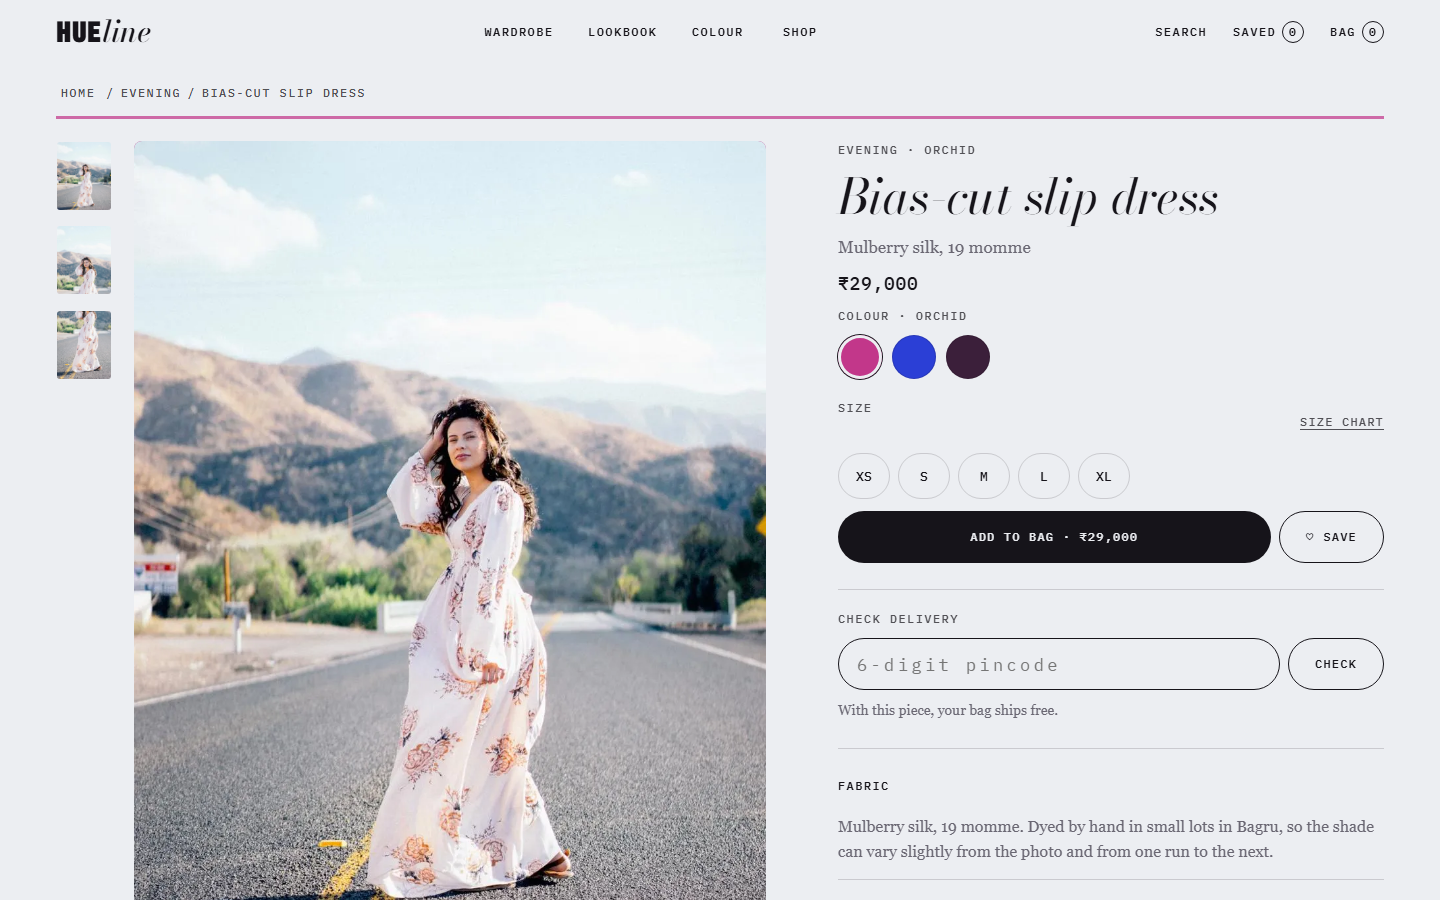 HUEline
WARDROBE LOOKBOOK COLOUR SHOP
SEARCH SAVED 0 BAG 0
HOME / EVENING / BIAS-CUT SLIP DRESS
EVENING · ORCHID
Bias-cut slip dress
Mulberry silk, 19 momme
₹29,000
COLOUR · ORCHID
SIZE
SIZE CHART
XS S M L XL
ADD TO BAG · ₹29,000
♡ SAVE
CHECK DELIVERY
6-digit pincode
CHECK
With this piece, your bag ships free.
FABRIC
Mulberry silk, 19 momme. Dyed by hand in small lots in Bagru, so the shade
can vary slightly from the photo and from one run to the next.